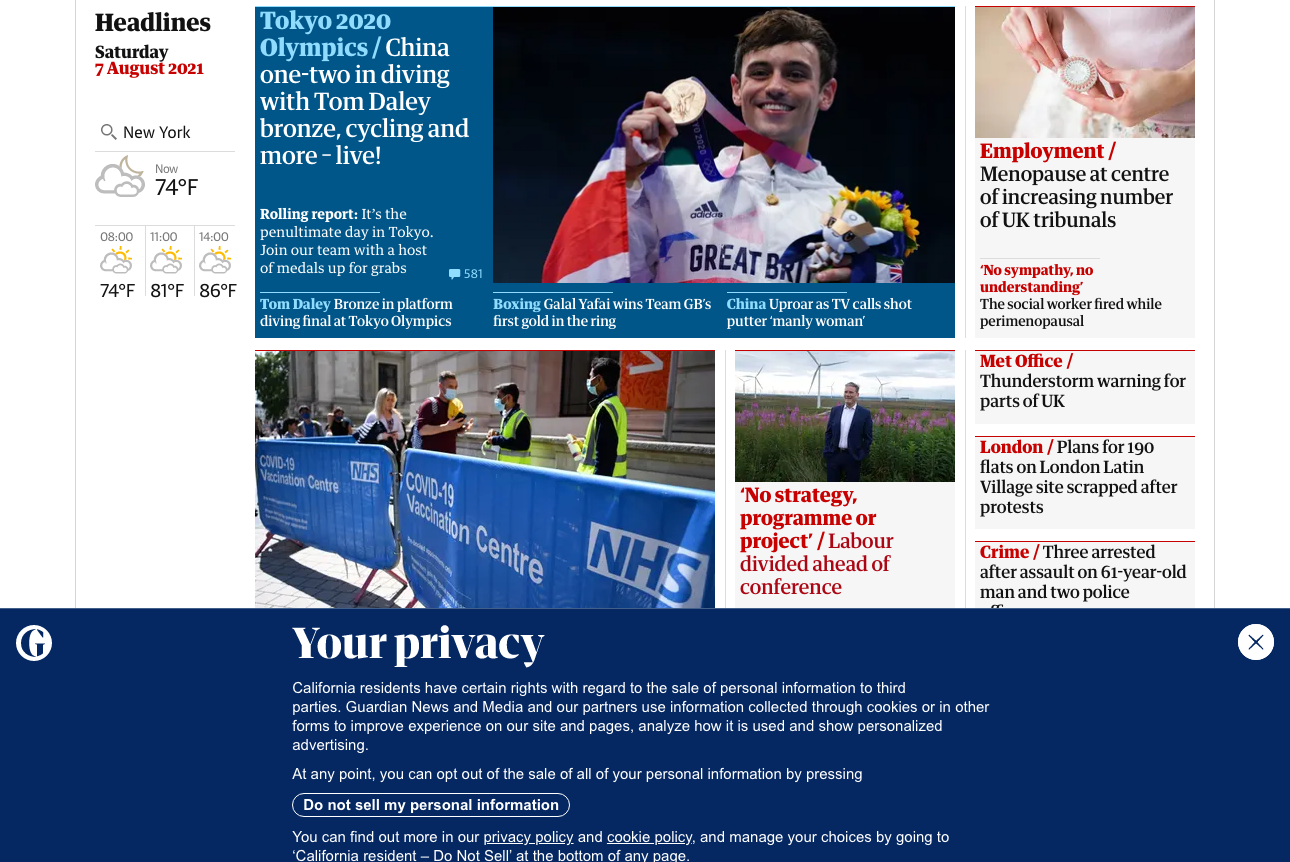 Headlines
Saturday
7 August 2021
New York
Now
74°F
08:00
11:00
14:00
74°F
81°F
86°F
Tokyo 2020
Olympics / China
one-two in diving
with Tom Daley
bronze, cycling and
more – live!
Rolling report: It's the
penultimate day in Tokyo.
Join our team with a host
of medals up for grabs
581
TOKYO 2020
adidas
GREAT BRIT
Tom Daley Bronze in platform
diving final at Tokyo Olympics
Boxing Galal Yafai wins Team GB's
first gold in the ring
China Uproar as TV calls shot
putter 'manly woman'
Employment /
Menopause at centre
of increasing number
of UK tribunals
'No sympathy, no
understanding'
The social worker fired while
perimenopausal
COVID-19
Vaccination Centre
NHS
COVID-19
Vaccination Centre
NHS
'No strategy,
programme or
project' / Labour
divided ahead of
conference
Met Office /
Thunderstorm warning for
parts of UK
London / Plans for 190
flats on London Latin
Village site scrapped after
protests
Crime / Three arrested
after assault on 61-year-old
man and two police
Your privacy
California residents have certain rights with regard to the sale of personal information to third
parties. Guardian News and Media and our partners use information collected through cookies or in other
forms to improve experience on our site and pages, analyze how it is used and show personalized
advertising.
At any point, you can opt out of the sale of all of your personal information by pressing
Do not sell my personal information
You can find out more in our privacy policy and cookie policy, and manage your choices by going to
'California resident – Do Not Sell' at the bottom of any page.